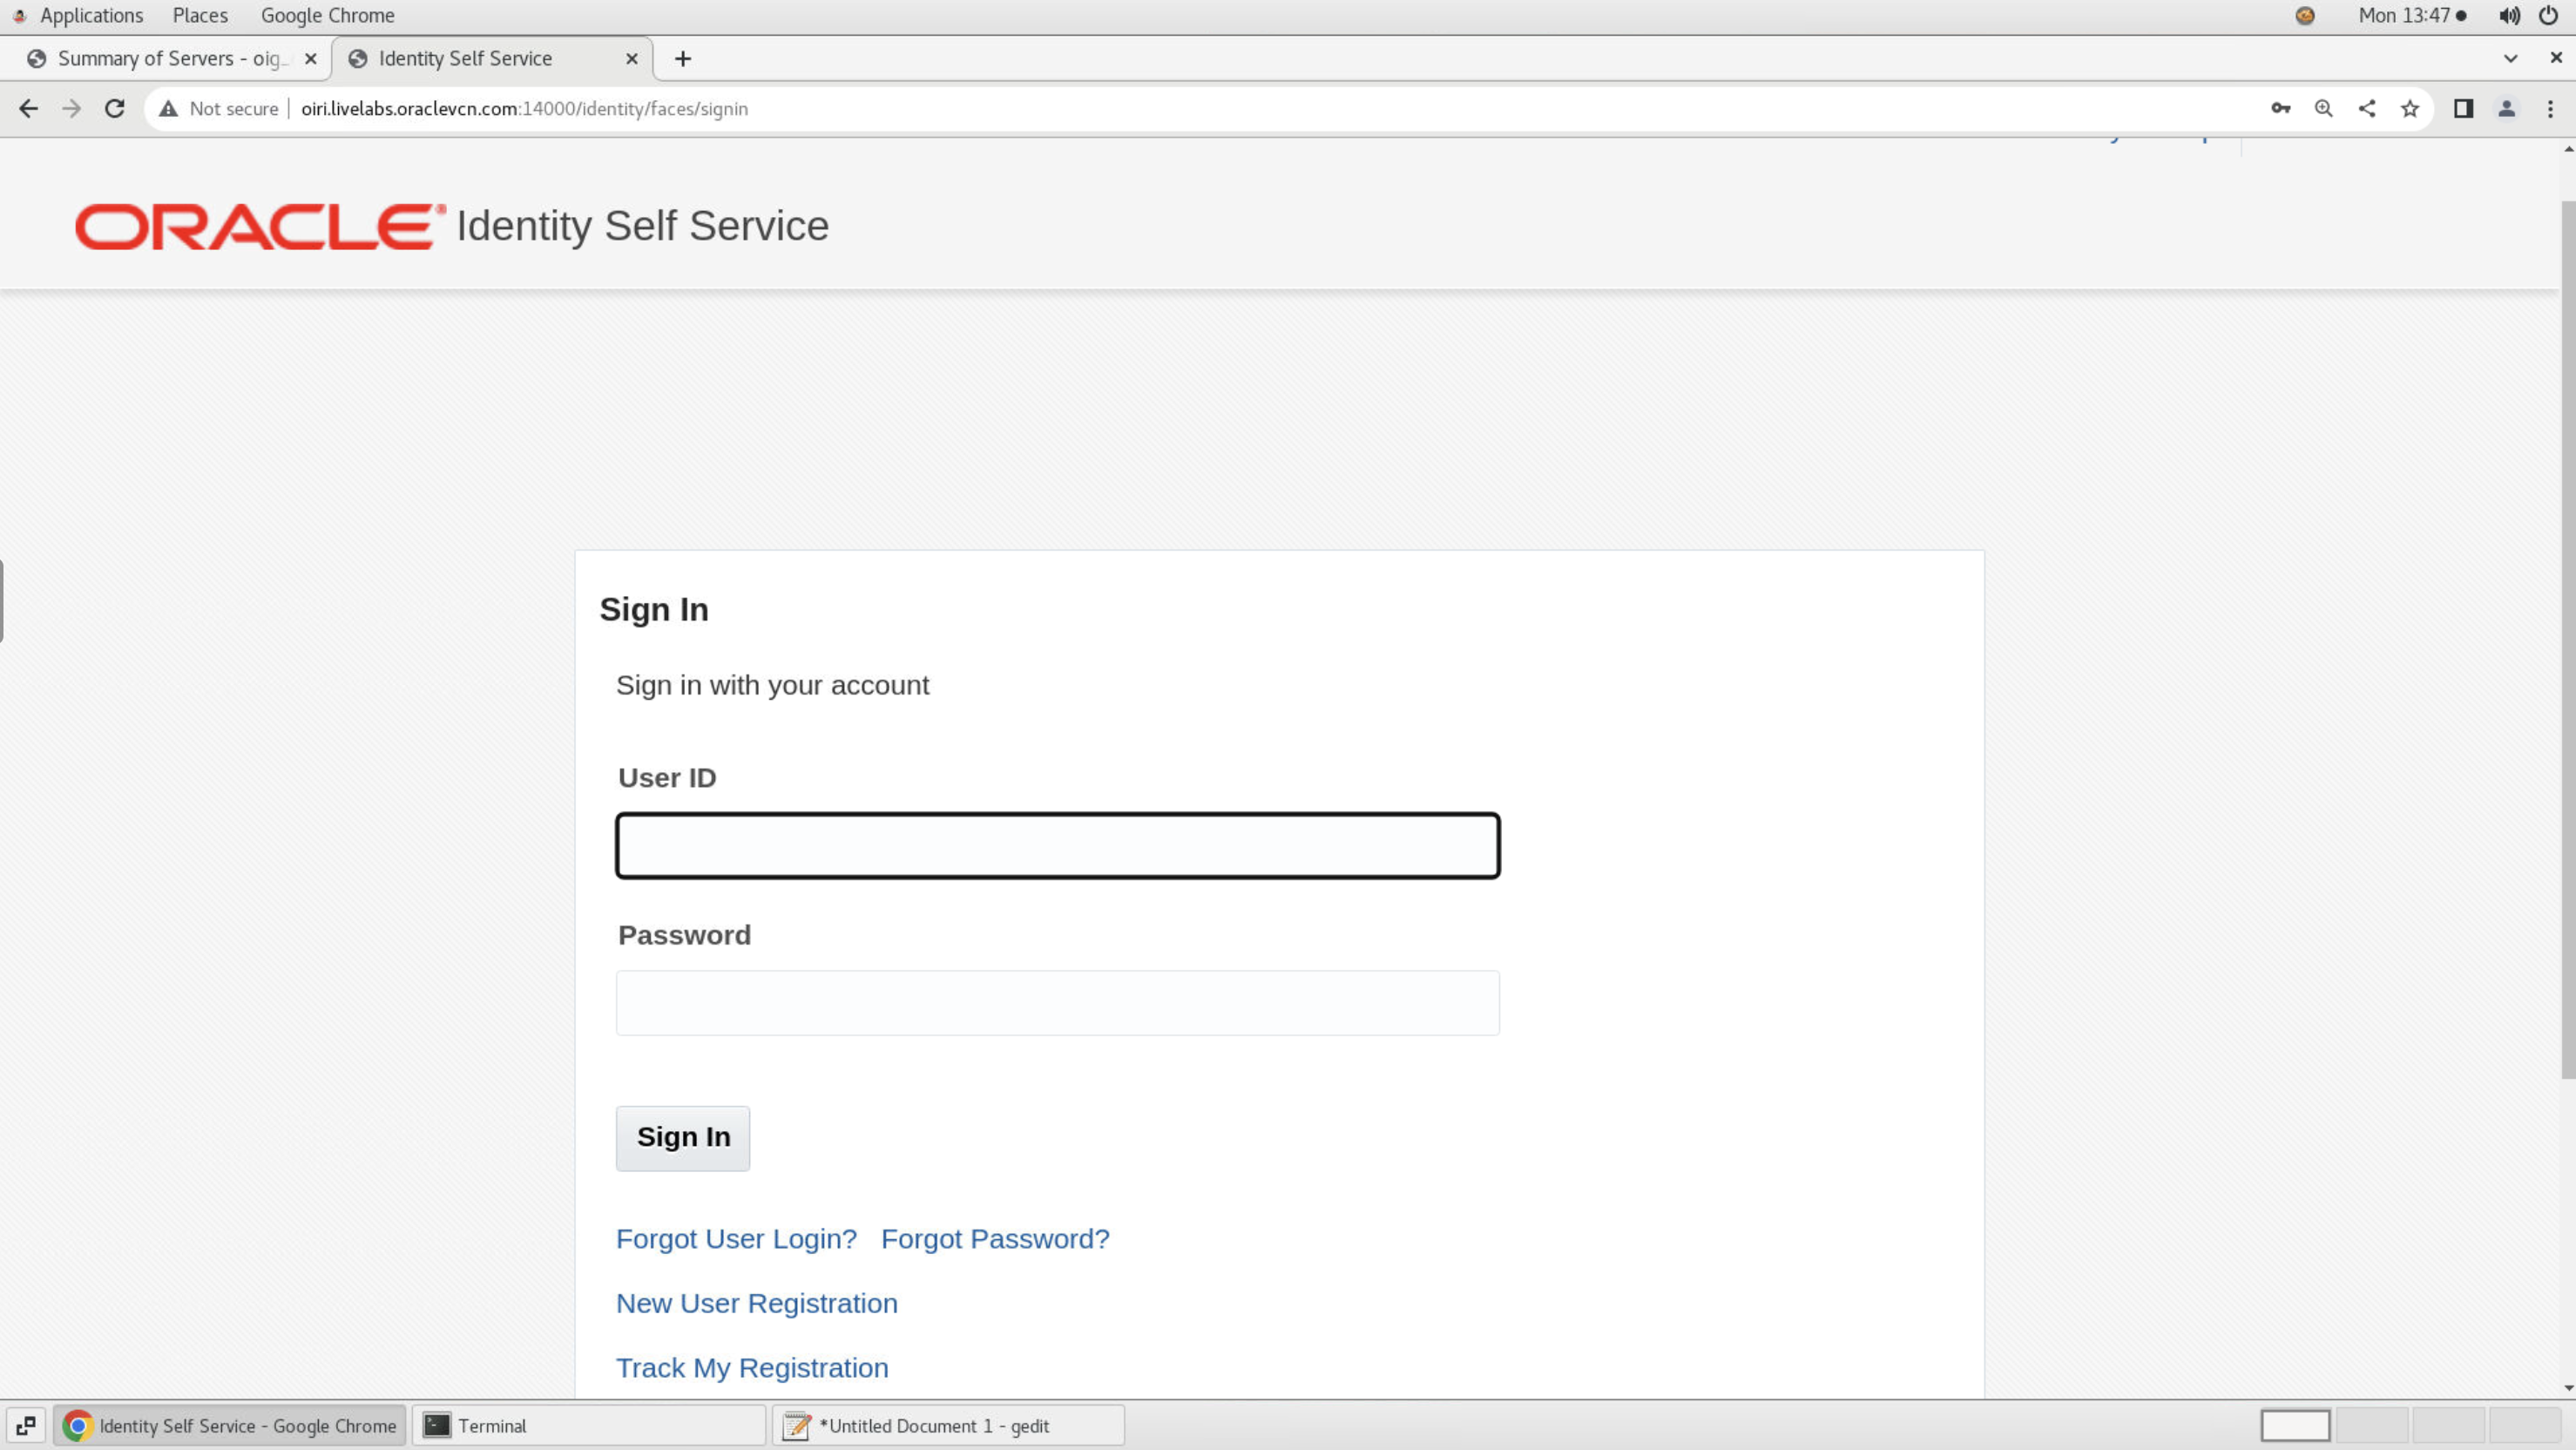 Applications Places Google Chrome Mon 13:47
Summary of Servers - oig_ Identity Self Service
Not secure oiri.livelabs.oraclevcn.com:14000/identity/faces/signin
ORACLE® Identity Self Service
Sign In
Sign in with your account
User ID
Password
Sign In
Forgot User Login? Forgot Password?
New User Registration
Track My Registration
Identity Self Service - Google Chrome Terminal *Untitled Document 1 - gedit